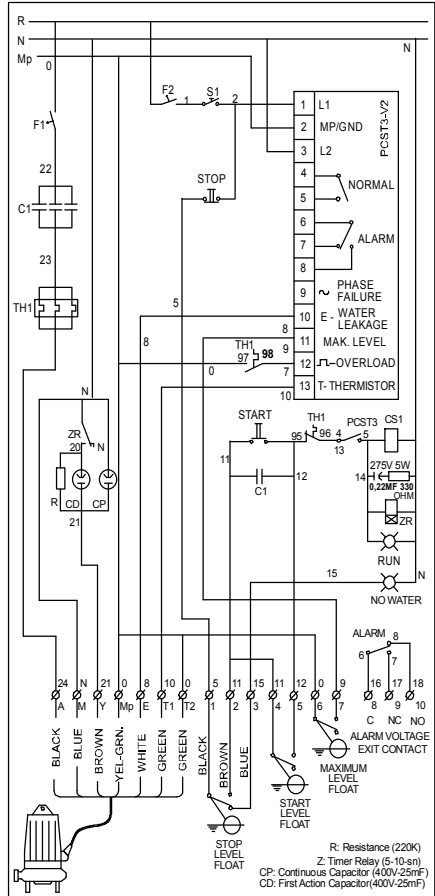 R
N
Mp
0
N
F2
1
S1
2
1 L1
2 MP/GND
3 L2
4
NORMAL
5
6
ALARM
7
8
9 PHASE FAILURE
10 E - WATER LEAKAGE
11 MAK. LEVEL
12 -OVERLOAD
13 T- THERMISTOR
PCST3-V2
F1
22
C1
23
TH1
STOP
5
8
8
9
TH1
97
98
0
7
10
N
ZR
20
N
R
CD
CP
21
START
TH1
PCST3
CS1
95
96
4
5
13
11
C1
12
14
275V 5W
0,22MF 330
OHM
ZR
RUN
15
N
NO WATER
ALARM
8
6
7
24 N 21 0 8 10 0 5 11 15 11 12 0 9 16 17 18
A M Y Mp E T1 T2 1 2 3 4 5 6 7 8 9 10
C NC NO
ALARM VOLTAGE
EXIT CONTACT
BLACK
BLUE
BROWN
YEL-GRN.
WHITE
GREEN
GREEN
BLACK
BROWN
BLUE
MAXIMUM
LEVEL
FLOAT
START
LEVEL
FLOAT
STOP
LEVEL
FLOAT
R: Resistance (220K)
Z: Timer Relay (5-10-sn)
CP: Continuous Capacitor (400V-25mF)
CD: First Action Capacitor(400V-25mF)